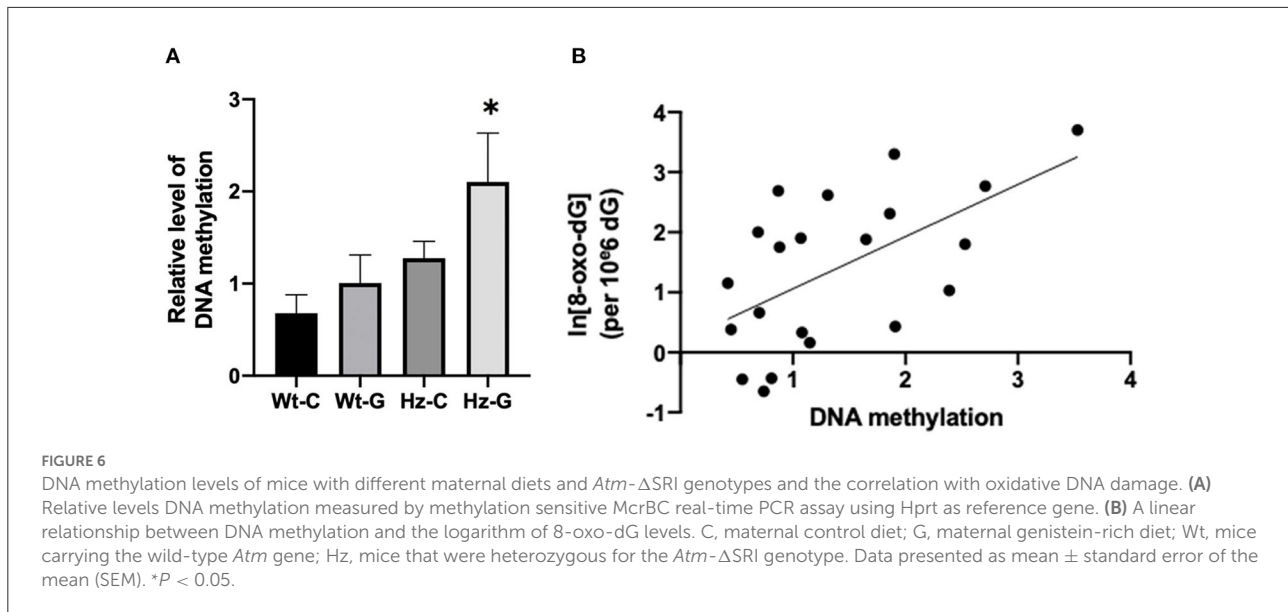 A
Relative level of
DNA methylation
3
2
1
0
*
Wt-C Wt-G Hz-C Hz-G
B
ln[8-oxo-dG]
(per 10^e6 dG)
4
3
2
1
0
-1
1 2 3 4
DNA methylation
FIGURE 6
DNA methylation levels of mice with different maternal diets and Atm-ΔSRI genotypes and the correlation with oxidative DNA damage. (A)
Relative levels DNA methylation measured by methylation sensitive McrBC real-time PCR assay using Hprt as reference gene. (B) A linear
relationship between DNA methylation and the logarithm of 8-oxo-dG levels. C, maternal control diet; G, maternal genistein-rich diet; Wt, mice
carrying the wild-type Atm gene; Hz, mice that were heterozygous for the Atm-ΔSRI genotype. Data presented as mean ± standard error of the
mean (SEM). *P < 0.05.